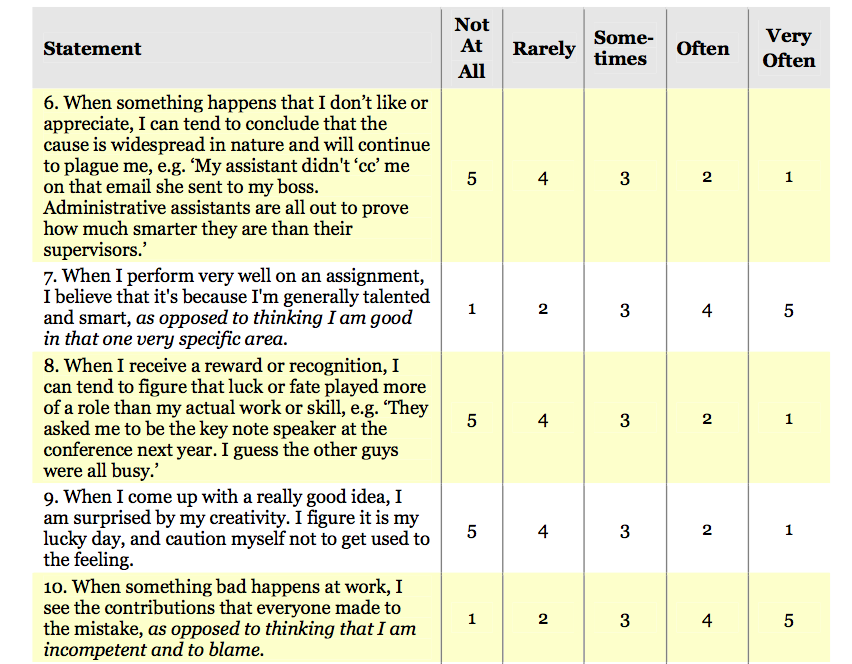 Statement
Not
At
All
Rarely
Some-
times
Often
Very
Often
6. When something happens that I don’t like or
appreciate, I can tend to conclude that the
cause is widespread in nature and will continue
to plague me, e.g. ‘My assistant didn't ‘cc’ me
on that email she sent to my boss.
Administrative assistants are all out to prove
how much smarter they are than their
supervisors.’
5 4 3 2 1
7. When I perform very well on an assignment,
I believe that it's because I'm generally talented
and smart, as opposed to thinking I am good
in that one very specific area.
1 2 3 4 5
8. When I receive a reward or recognition, I
can tend to figure that luck or fate played more
of a role than my actual work or skill, e.g. ‘They
asked me to be the key note speaker at the
conference next year. I guess the other guys
were all busy.’
5 4 3 2 1
9. When I come up with a really good idea, I
am surprised by my creativity. I figure it is my
lucky day, and caution myself not to get used to
the feeling.
5 4 3 2 1
10. When something bad happens at work, I
see the contributions that everyone made to
the mistake, as opposed to thinking that I am
incompetent and to blame.
1 2 3 4 5